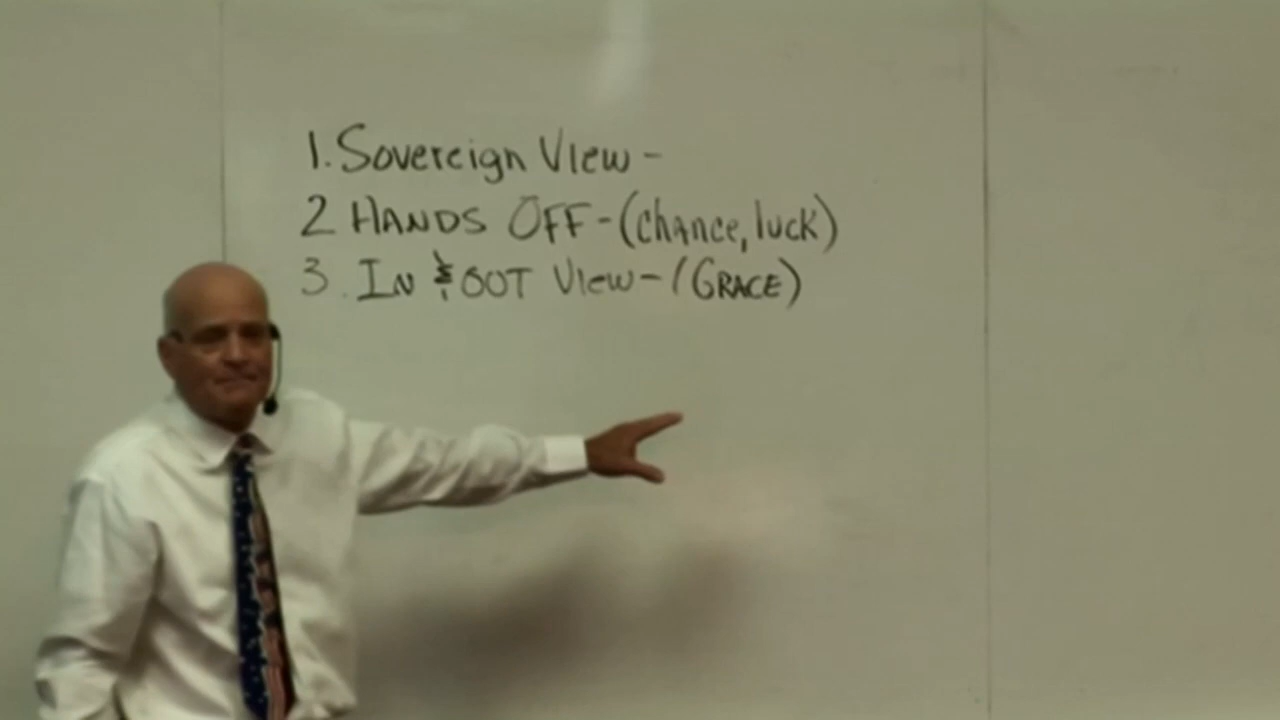 1. Sovereign View -
2 HANDS OFF - (Chance, luck)
3. IN & OUT View - (GRACE)